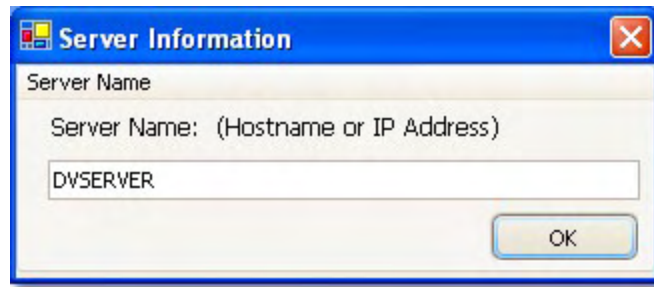 Server Information
Server Name
Server Name: (Hostname or IP Address)
DVSERVER
OK